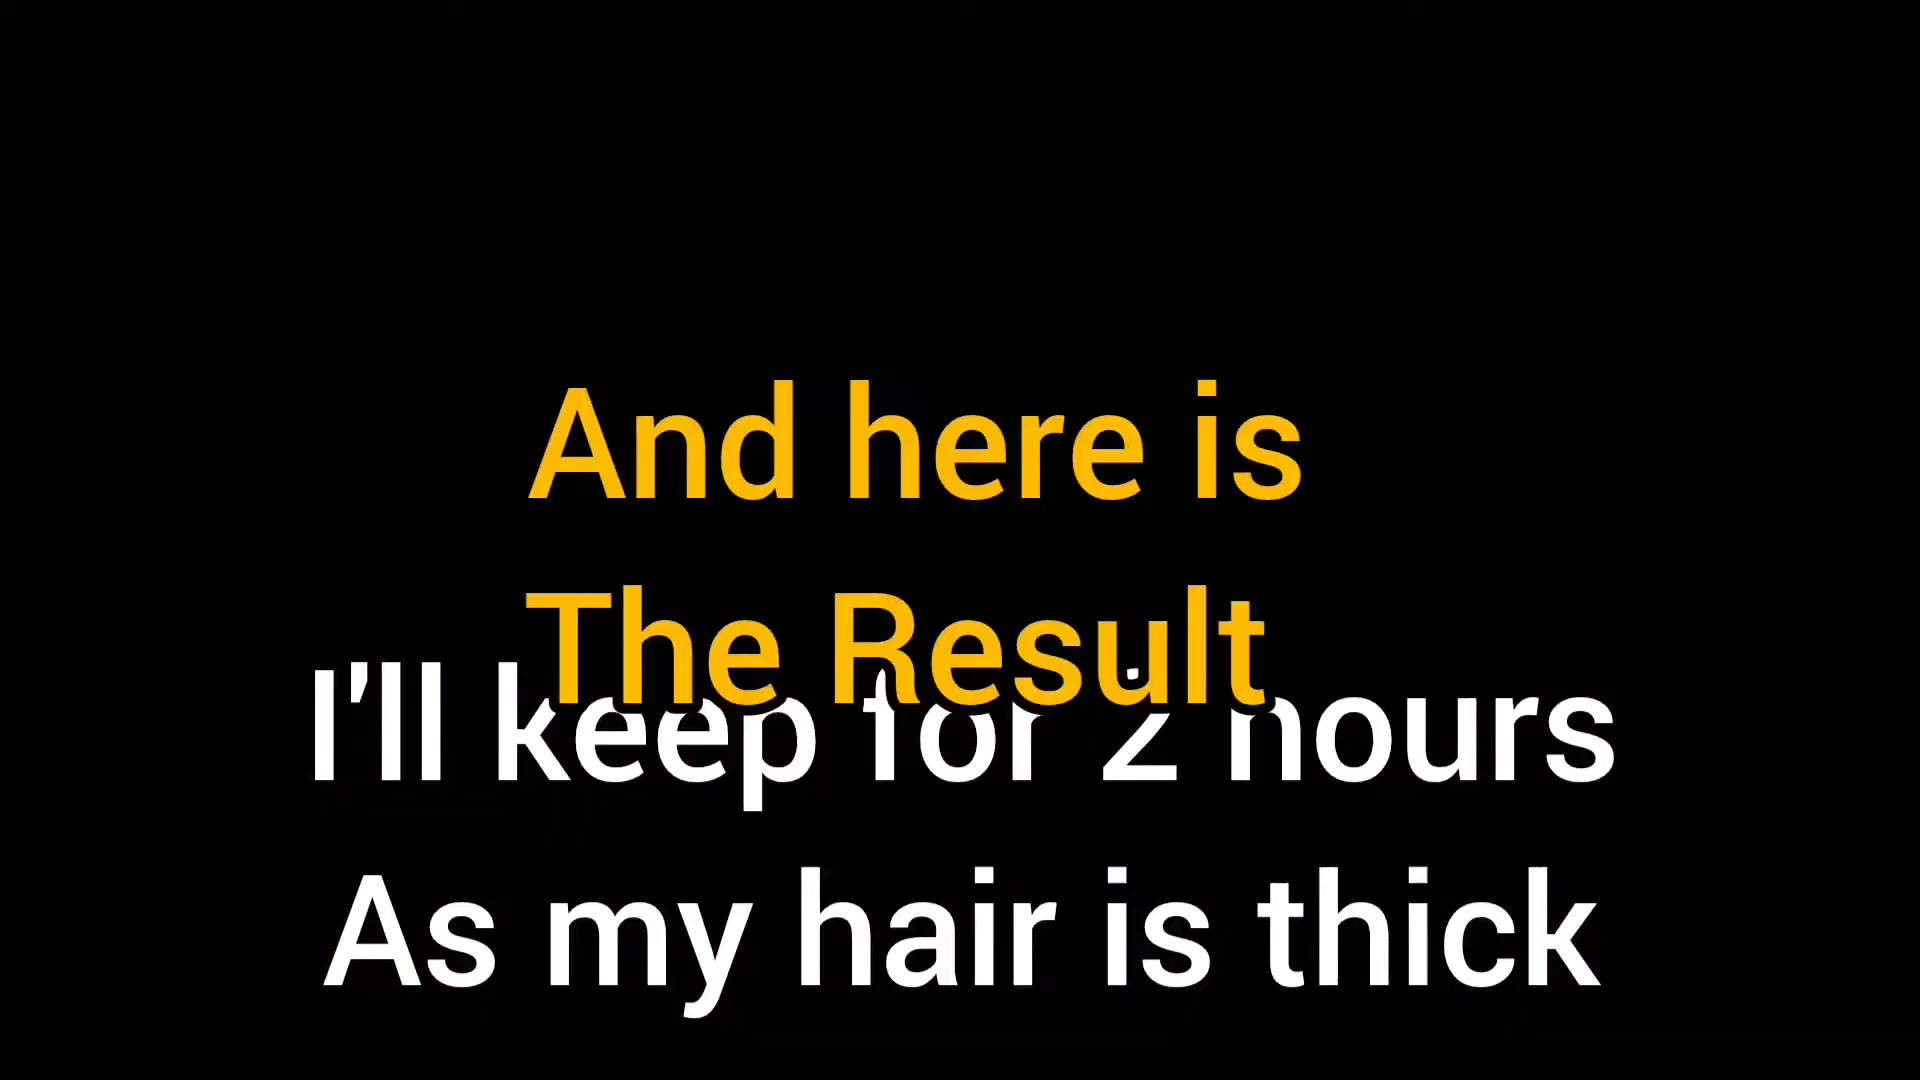 And here is
The Result
I'll keep for 2 hours
As my hair is thick